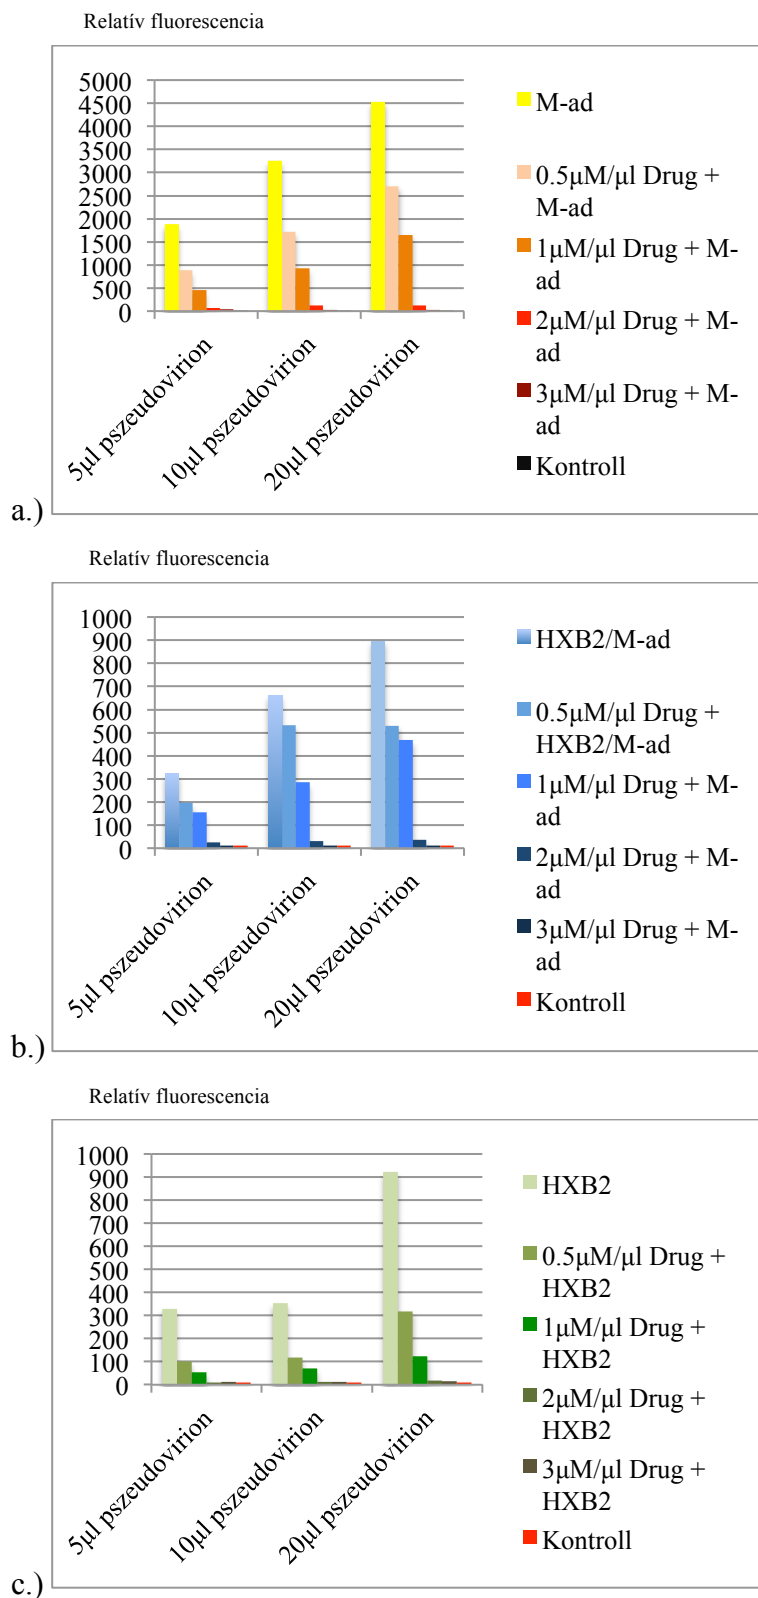 Relatív fluorescencia
5000
4500
4000
3500
3000
2500
2000
1500
1000
500
0
5µl pszeudovirion
10µl pszeudovirion
20µl pszeudovirion
M-ad
0.5µM/µl Drug +
M-ad
1µM/µl Drug + M-
ad
2µM/µl Drug + M-
ad
3µM/µl Drug + M-
ad
Kontroll
a.)
Relatív fluorescencia
1000
900
800
700
600
500
400
300
200
100
0
5µl pszeudovirion
10µl pszeudovirion
20µl pszeudovirion
HXB2/M-ad
0.5µM/µl Drug +
HXB2/M-ad
1µM/µl Drug + M-
ad
2µM/µl Drug + M-
ad
3µM/µl Drug + M-
ad
Kontroll
b.)
Relatív fluorescencia
1000
900
800
700
600
500
400
300
200
100
0
5µl pszeudovirion
10µl pszeudovirion
20µl pszeudovirion
HXB2
0.5µM/µl Drug +
HXB2
1µM/µl Drug +
HXB2
2µM/µl Drug +
HXB2
3µM/µl Drug +
HXB2
Kontroll
c.)